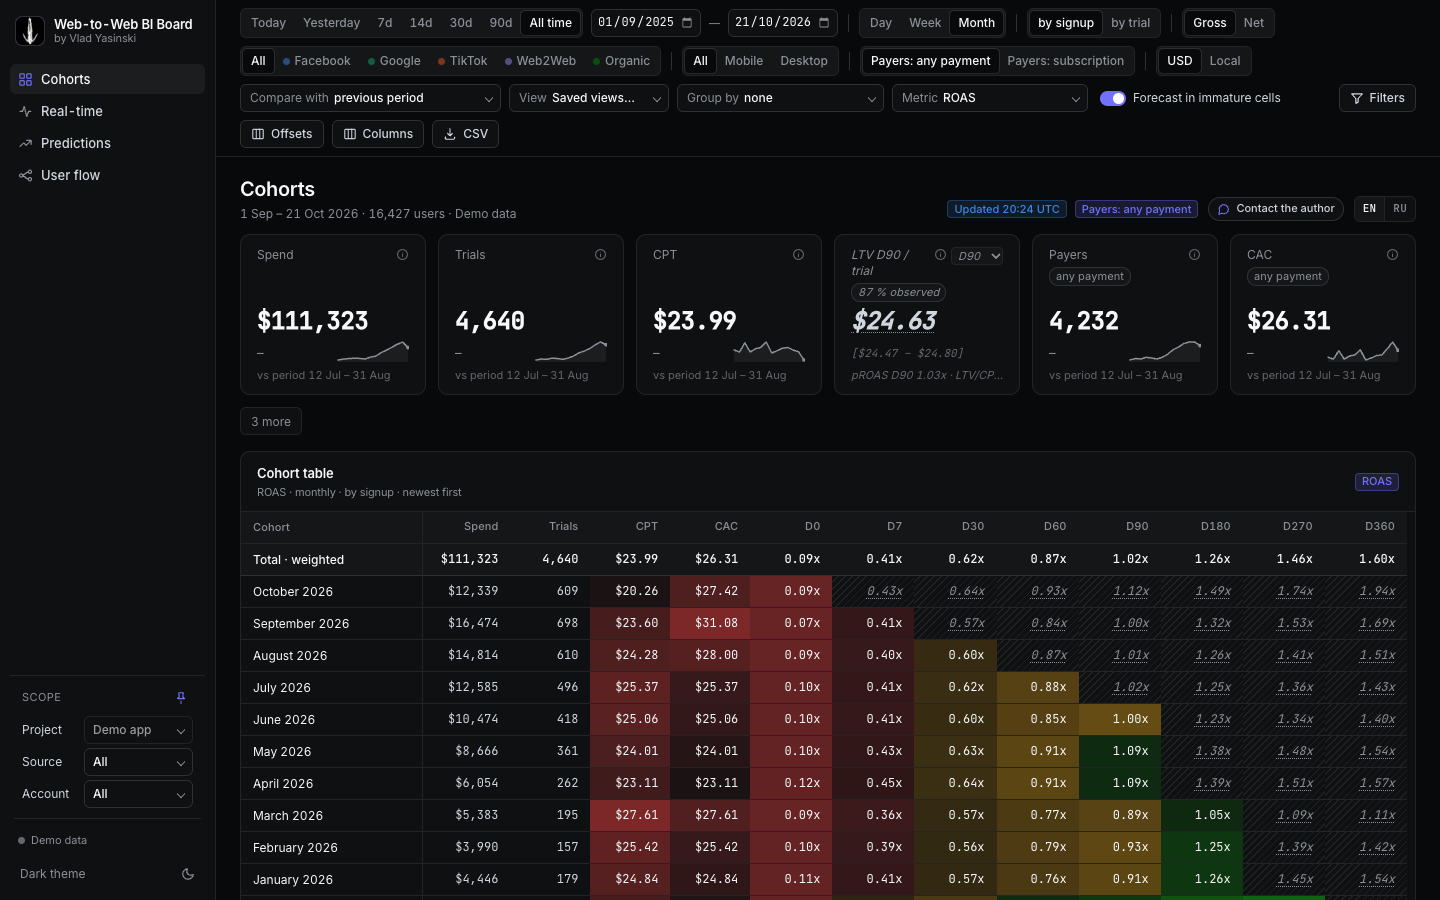 Web-to-Web BI Board
by Vlad Yasinski
Cohorts
Real-time
Predictions
User flow
SCOPE
Project Demo app
Source All
Account All
Demo data
Dark theme
Today Yesterday 7d 14d 30d 90d All time 01/09/2025 — 21/10/2026 Day Week Month by signup by trial Gross Net
All Facebook Google TikTok Web2Web Organic All Mobile Desktop Payers: any payment Payers: subscription USD Local
Compare with previous period View Saved views... Group by none Metric ROAS Forecast in immature cells Filters
Offsets Columns CSV
Cohorts
1 Sep – 21 Oct 2026 · 16,427 users · Demo data
Updated 20:24 UTC Payers: any payment Contact the author EN RU
Spend
$111,323
–
vs period 12 Jul – 31 Aug
Trials
4,640
–
vs period 12 Jul – 31 Aug
CPT
$23.99
–
vs period 12 Jul – 31 Aug
LTV D90 / trial D90
87 % observed
$24.63
[$24.47 – $24.80]
pROAS D90 1.03x · LTV/CP...
Payers
any payment
4,232
–
vs period 12 Jul – 31 Aug
CAC
any payment
$26.31
–
vs period 12 Jul – 31 Aug
3 more
Cohort table
ROAS · monthly · by signup · newest first
ROAS
Cohort Spend Trials CPT CAC D0 D7 D30 D60 D90 D180 D270 D360
Total · weighted $111,323 4,640 $23.99 $26.31 0.09x 0.41x 0.62x 0.87x 1.02x 1.26x 1.46x 1.60x
October 2026 $12,339 609 $20.26 $27.42 0.09x 0.43x 0.64x 0.93x 1.12x 1.49x 1.74x 1.94x
September 2026 $16,474 698 $23.60 $31.08 0.07x 0.41x 0.57x 0.84x 1.00x 1.32x 1.53x 1.69x
August 2026 $14,814 610 $24.28 $28.00 0.09x 0.40x 0.60x 0.87x 1.01x 1.26x 1.41x 1.51x
July 2026 $12,585 496 $25.37 $25.37 0.10x 0.41x 0.62x 0.88x 1.02x 1.25x 1.36x 1.43x
June 2026 $10,474 418 $25.06 $25.06 0.10x 0.41x 0.60x 0.85x 1.00x 1.23x 1.34x 1.40x
May 2026 $8,666 361 $24.01 $24.01 0.10x 0.43x 0.63x 0.91x 1.09x 1.38x 1.48x 1.54x
April 2026 $6,054 262 $23.11 $23.11 0.12x 0.45x 0.64x 0.91x 1.09x 1.39x 1.51x 1.57x
March 2026 $5,383 195 $27.61 $27.61 0.09x 0.36x 0.57x 0.77x 0.89x 1.05x 1.09x 1.11x
February 2026 $3,990 157 $25.42 $25.42 0.10x 0.39x 0.56x 0.79x 0.93x 1.25x 1.39x 1.42x
January 2026 $4,446 179 $24.84 $24.84 0.11x 0.41x 0.57x 0.76x 0.91x 1.26x 1.45x 1.54x